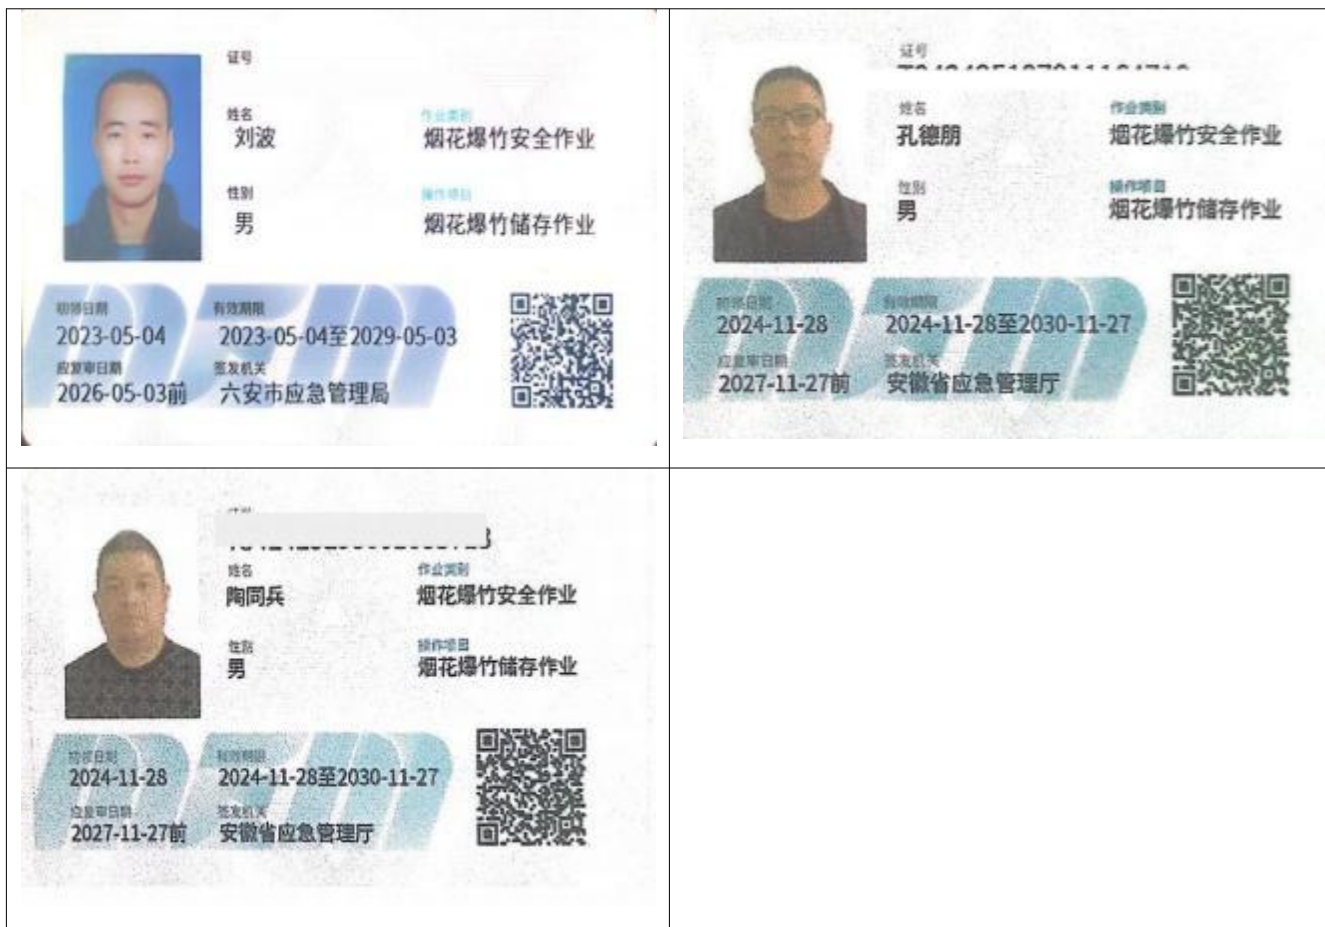 证号
姓名
刘波
作业类别
烟花爆竹安全作业
性别
男
操作项目
烟花爆竹储存作业
初领日期
2023-05-04
有效期限
2023-05-04至2029-05-03
应复审日期
2026-05-03前
签发机关
六安市应急管理局
证号
姓名
孔德朋
作业类别
烟花爆竹安全作业
性别
男
操作项目
烟花爆竹储存作业
初领日期
2024-11-28
有效期限
2024-11-28至2030-11-27
应复审日期
2027-11-27前
签发机关
安徽省应急管理厅
姓名
陶同兵
作业类别
烟花爆竹安全作业
性别
男
操作项目
烟花爆竹储存作业
初领日期
2024-11-28
有效期限
2024-11-28至2030-11-27
应复审日期
2027-11-27前
签发机关
安徽省应急管理厅